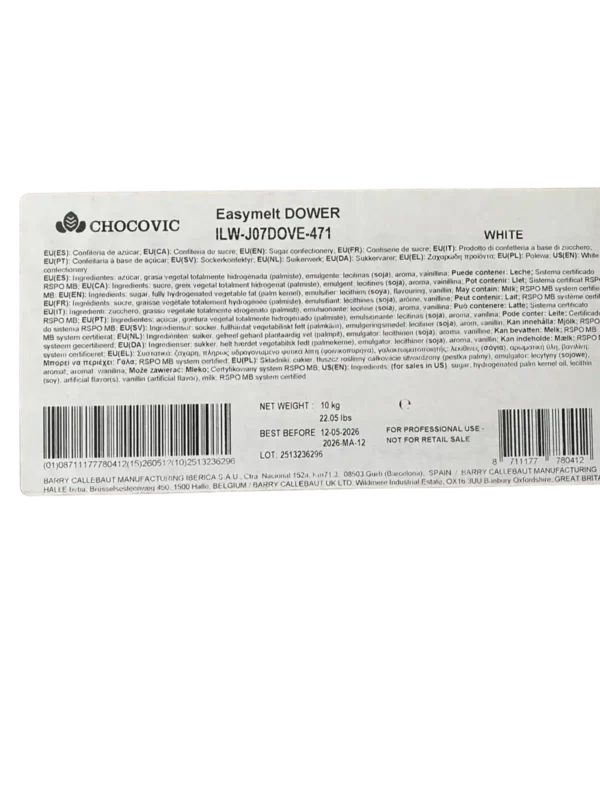 CHOCOVIC
Easymelt DOWER
ILW-J07DOVE-471
WHITE
EU(ES): Confitería de azúcar; EU(CA): Confiteria de sucre; EU(EN): Sugar confectionery; EU(FR): Confiserie de sucre; EU(IT): Prodotto di confetteria a base di zucchero;
EU(PT): Confeitaria à base de açúcar; EU(SV): Sockerkonfektyr; EU(NL): Suikerwerk; EU(DA): Sukkervarer; EU(EL): Ζαχαρώδη προϊόντα; EU(PL): Polewa; US(EN): White
confectionery
EU(ES): Ingredientes: azúcar, grasa vegetal totalmente hidrogenada (palmiste), emulgente: lecitinas (soja), aroma, vainillina; Puede contener: Leche; Sistema certificado
RSPO MB; EU(CA): Ingredients: sucre, greix vegetal totalment hidrogenat (palmist), emulgent: lecitines (soja), aroma, vainillina; Pot contenir: Llet; Sistema certificat RSPO
MB; EU(EN): Ingredients: sugar, fully hydrogenated vegetable fat (palm kernel), emulsifier: lecithins (soya), flavouring, vanillin; May contain: Milk; RSPO MB system certified;
EU(FR): Ingrédients: sucre, graisse végétale totalement hydrogénée (palmiste), émulsifiant: lécithines (soja), arôme, vanilline; Peut contenir: Lait; RSPO MB système certifi
EU(IT): Ingredienti: zucchero, grasso vegetale totalmente idrogenato (palmisto), emulsionante: lecitine (soia), aroma, vanillina; Può contenere: Latte; sistema certificato
RSPO MB; EU(PT): Ingredientes: açúcar, gordura vegetal totalmente hidrogenada (palmiste), emulsionante: lecitinas (soja), aroma, vanilina; Pode conter: Leite; Certificado
do sistema RSPO MB; EU(SV): Ingredienser: socker, fullhärdat vegetabiliskt fett (palmkärn), emulgeringsmedel: lecitiner (soja), arom, vanillin; Kan innehålla: Mjölk; RSPO
MB system certifierat; EU(NL): Ingrediënten: suiker, geheel gehard plantaardig vet (palmpit), emulgator: lecithinen (soja), aroma, vanilline; Kan bevatten: Melk; RSPO MB
systeem gecertificeerd; EU(DA): Ingredienser: sukker, helt hærdet vegetabilsk fedt (palmekerne), emulgator, lecithiner (soja), aroma, vanillin; Kan indeholde: Mælk; RSPO
system certificeret; EU(EL): Συστατικά: ζάχαρη, πλήρως υδρογονωμένο φυτικά λίπη (φοινικοπυρήνα), γαλακτωματοποιητής, λεκιθίνες (σόγια), αρωματική ύλη, βανιλίνη;
Μπορεί να περιέχει: Γάλα; RSPO MB system certified; EU(PL): Składniki: cukier, tłuszcz roślinny całkowicie utwardzony (pestka palmy), emulgator: lecytyny (sojowe),
aromat, aromat: wanilina; Może zawierać: Mleko; Certyfikowany system RSPO MB; US(EN): Ingredients: (for sales in US), sugar, hydrogenated palm kernel oil, lecithin
(soy), artificial flavor(s), vanillin (artificial flavor), milk; RSPO MB system certified
NET WEIGHT : 10 kg ℮
22.05 lbs
BEST BEFORE 12-05-2026
2026-MA-12
LOT: 2513236296
FOR PROFESSIONAL USE -
NOT FOR RETAIL SALE
(01)08711177780412(15)260512(10)2513236296
8 711177 780412
BARRY CALLEBAUT MANUFACTURING IBERICA S.A.U., Ctra. Nacional 152a, km71.3, 08503 Gurb (Barcelona), SPAIN / BARRY CALLEBAUT MANUFACTURING
HALLE bvba, Brusselsesteenweg 450, 1500 Halle, BELGIUM / BARRY CALLEBAUT UK LTD, Wildmere Industrial Estate, OX16 3UU Banbury Oxfordshire, GREAT BRITA